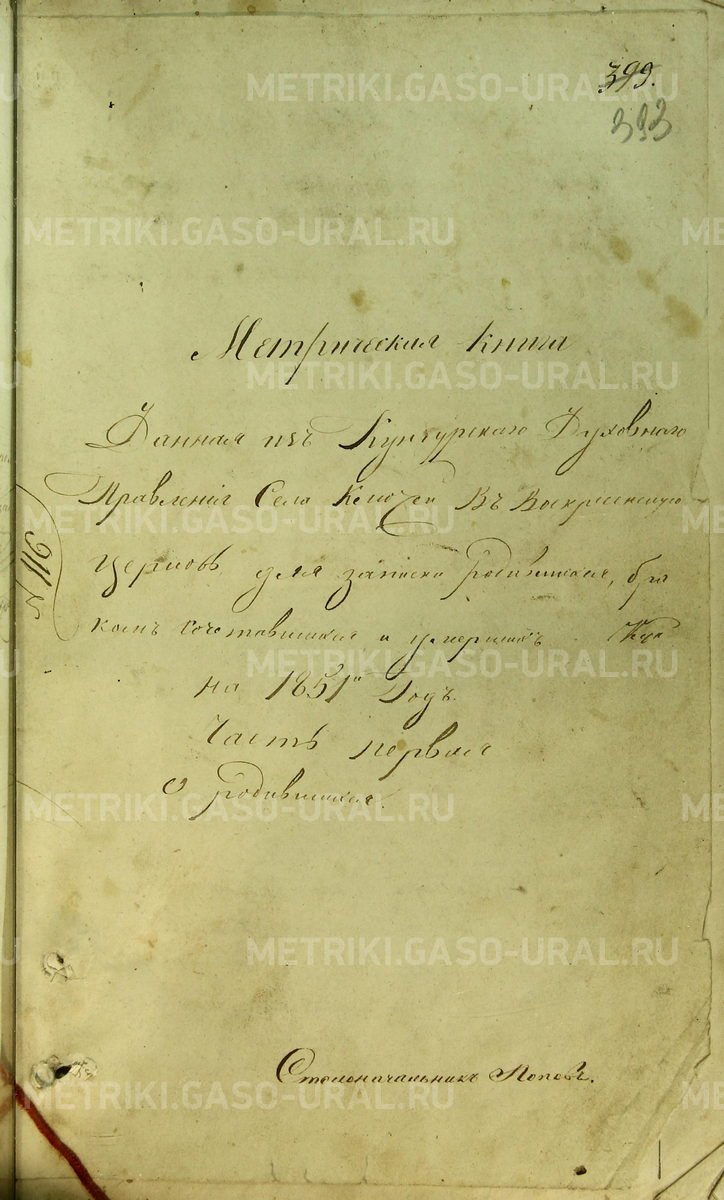 399.
393
METRIKI.GASO-URAL.RU
Метрическая книга
Данная изъ Кунгурскаго Духовнаго
Правленія Села Ключей Въ Воскресенскую
церковь для записки родившихся, бра
комъ сочетавшихся и умершихъ
на 1851й Годъ.
Часть первая
О родившихся.
N 116
Столоначальникъ Поповъ.